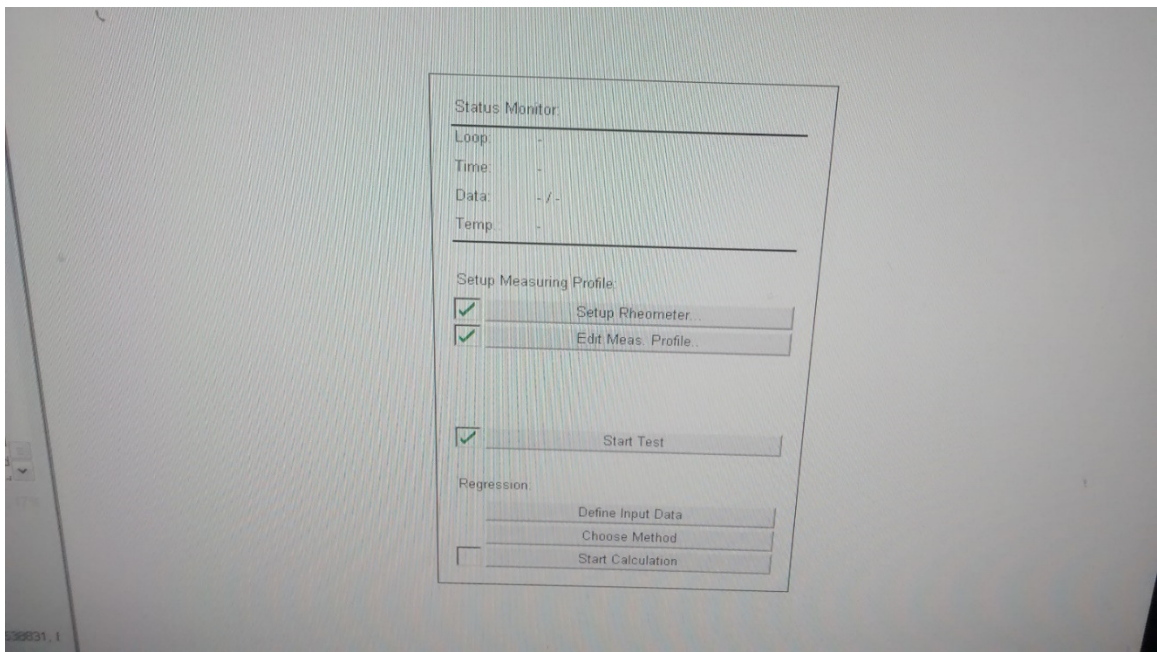 Status Monitor:
Loop: -
Time: -
Data: - / -
Temp.: -
Setup Measuring Profile:
Setup Rheometer...
Edit Meas. Profile...
Start Test
Regression:
Define Input Data
Choose Method
Start Calculation